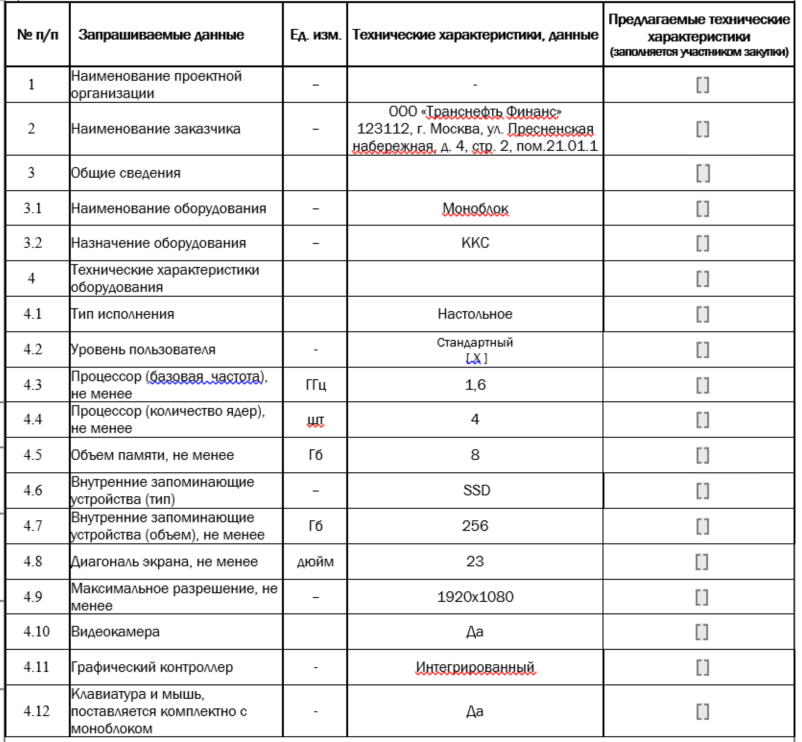 № п/п Запрашиваемые данные Ед. изм. Технические характеристики, данные Предлагаемые технические
характеристики
(заполняется участником закупки)
1 Наименование проектной
организации – - []
2 Наименование заказчика – ООО «Транснефть Финанс»
123112, г. Москва, ул. Пресненская
набережная, д. 4, стр. 2, пом.21.01.1 []
3 Общие сведения []
3.1 Наименование оборудования – Моноблок []
3.2 Назначение оборудования – ККС []
4 Технические характеристики
оборудования []
4.1 Тип исполнения Настольное []
4.2 Уровень пользователя - Стандартный
[ X ] []
4.3 Процессор (базовая частота),
не менее ГГц 1,6 []
4.4 Процессор (количество ядер),
не менее шт 4 []
4.5 Объем памяти, не менее Гб 8 []
4.6 Внутренние запоминающие
устройства (тип) – SSD []
4.7 Внутренние запоминающие
устройства (объем), не менее Гб 256 []
4.8 Диагональ экрана, не менее дюйм 23 []
4.9 Максимальное разрешение, не
менее – 1920x1080 []
4.10 Видеокамера Да []
4.11 Графический контроллер - Интегрированный []
4.12 Клавиатура и мышь,
поставляется комплектно с
моноблоком - Да []